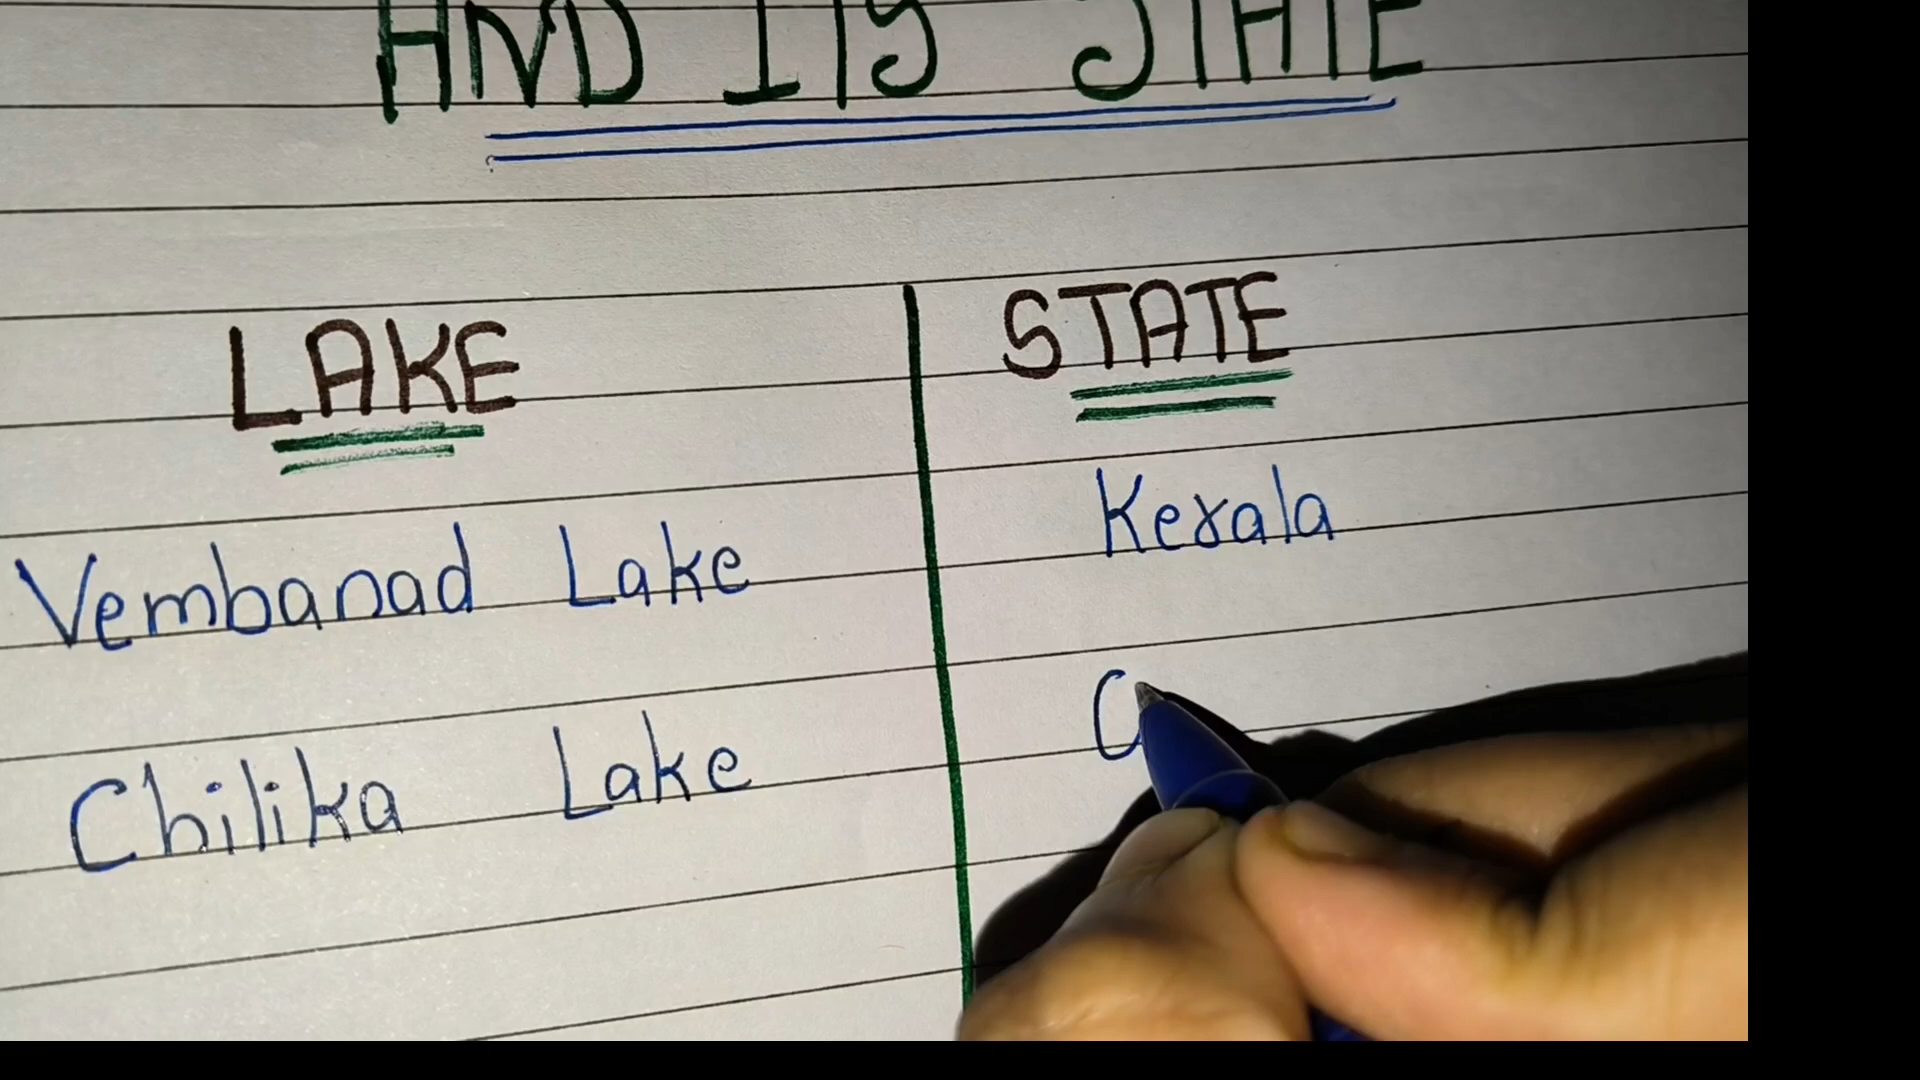 AND ITS STATE
LAKE STATE
Vembanad Lake Kerala
Chilika Lake